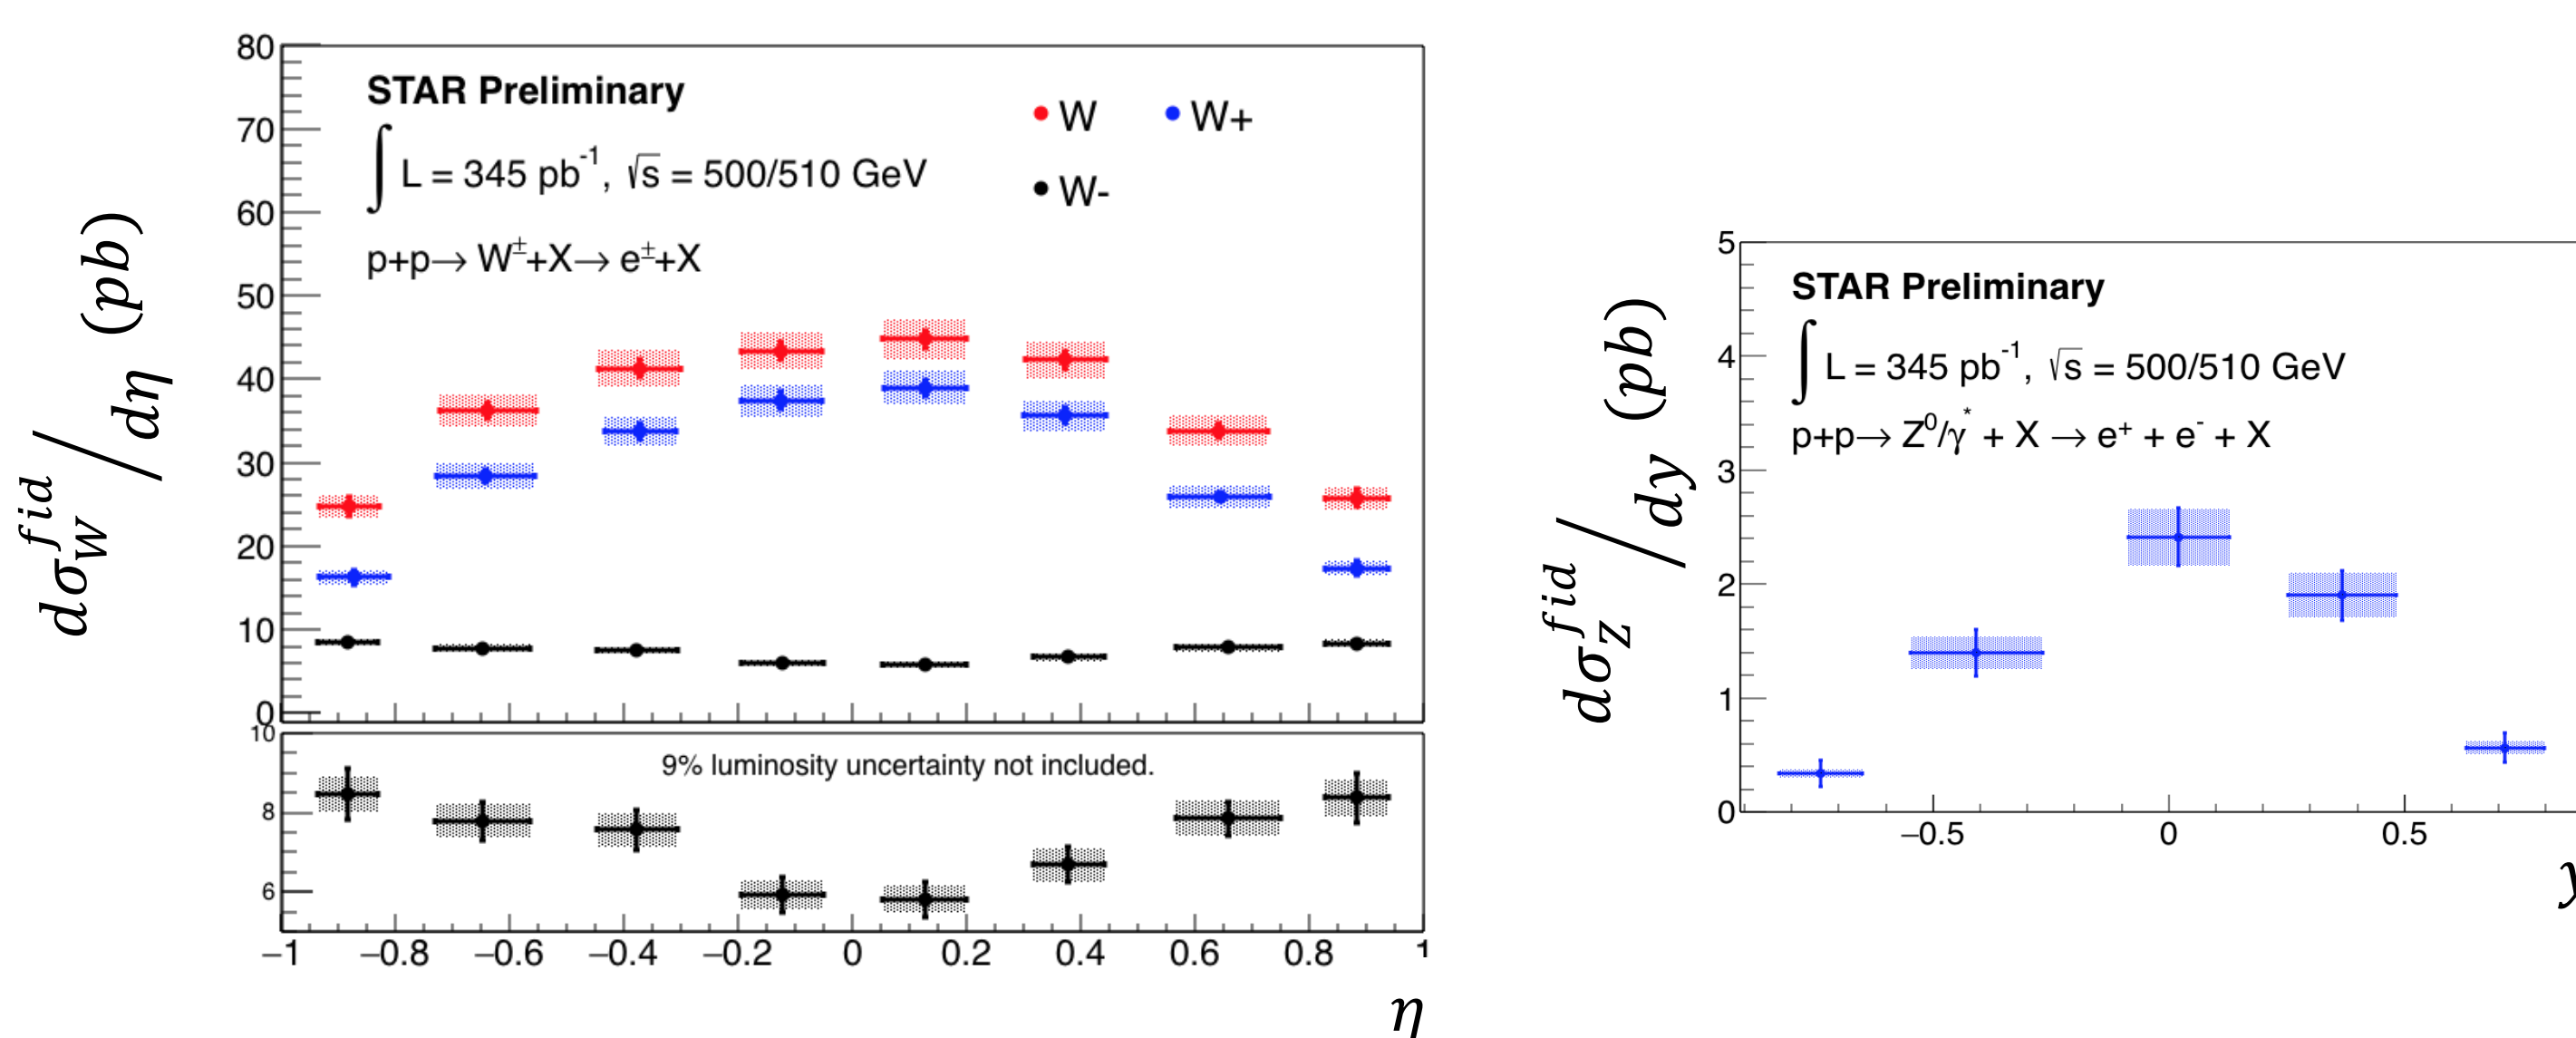 dσ_W^fid / dη (pb)
80
70
60
50
40
30
20
10
0
STAR Preliminary
∫ L = 345 pb⁻¹, √s = 500/510 GeV
p+p→ W±+X→ e±+X
W
W+
W-
10
8
6
9% luminosity uncertainty not included.
−1 −0.8 −0.6 −0.4 −0.2 0 0.2 0.4 0.6 0.8 1
η
dσ_Z^fid / dy (pb)
5
4
3
2
1
0
STAR Preliminary
∫ L = 345 pb⁻¹, √s = 500/510 GeV
p+p→ Z⁰/γ* + X → e⁺ + e⁻ + X
−0.5 0 0.5